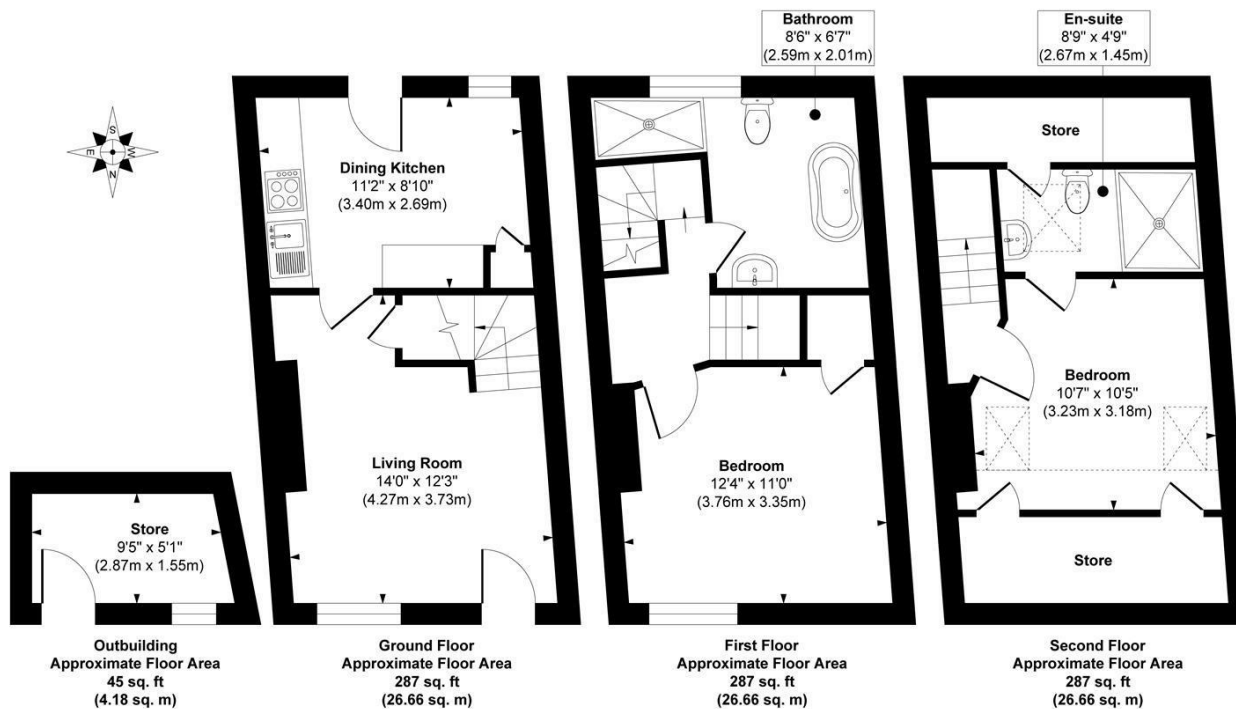 Bathroom
8'6" x 6'7"
(2.59m x 2.01m)
En-suite
8'9" x 4'9"
(2.67m x 1.45m)
S
E
W
N
Dining Kitchen
11'2" x 8'10"
(3.40m x 2.69m)
Store
Living Room
14'0" x 12'3"
(4.27m x 3.73m)
Bedroom
12'4" x 11'0"
(3.76m x 3.35m)
Bedroom
10'7" x 10'5"
(3.23m x 3.18m)
Store
9'5" x 5'1"
(2.87m x 1.55m)
Store
Outbuilding
Approximate Floor Area
45 sq. ft
(4.18 sq. m)
Ground Floor
Approximate Floor Area
287 sq. ft
(26.66 sq. m)
First Floor
Approximate Floor Area
287 sq. ft
(26.66 sq. m)
Second Floor
Approximate Floor Area
287 sq. ft
(26.66 sq. m)